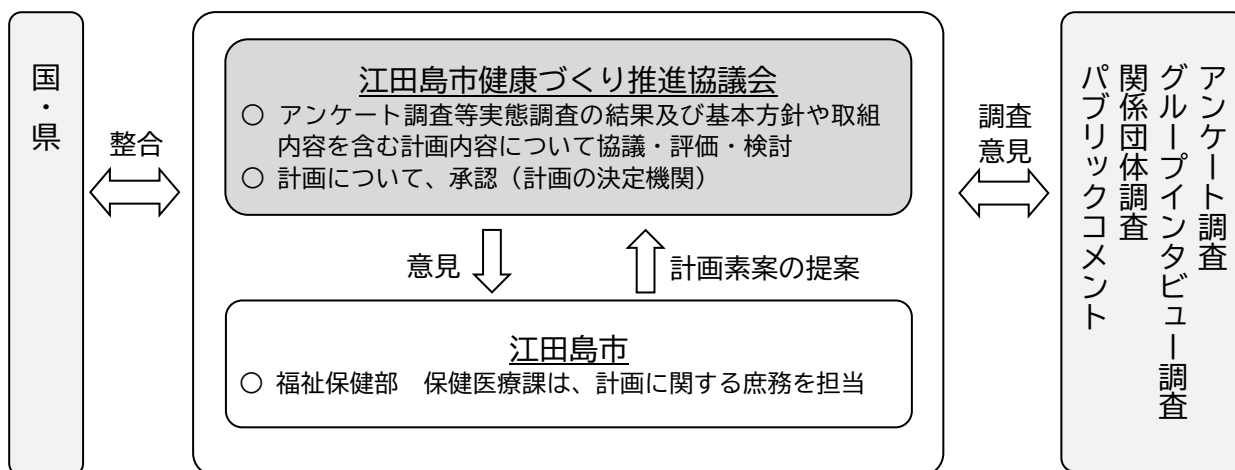 国・県
整合
江田島市健康づくり推進協議会
○ アンケート調査等実態調査の結果及び基本方針や取組
内容を含む計画内容について協議・評価・検討
○ 計画について、承認（計画の決定機関）
意見
計画素案の提案
江田島市
○ 福祉保健部　保健医療課は、計画に関する庶務を担当
調査
意見
アンケート調査
グループインタビュー調査
関係団体調査
パブリックコメント